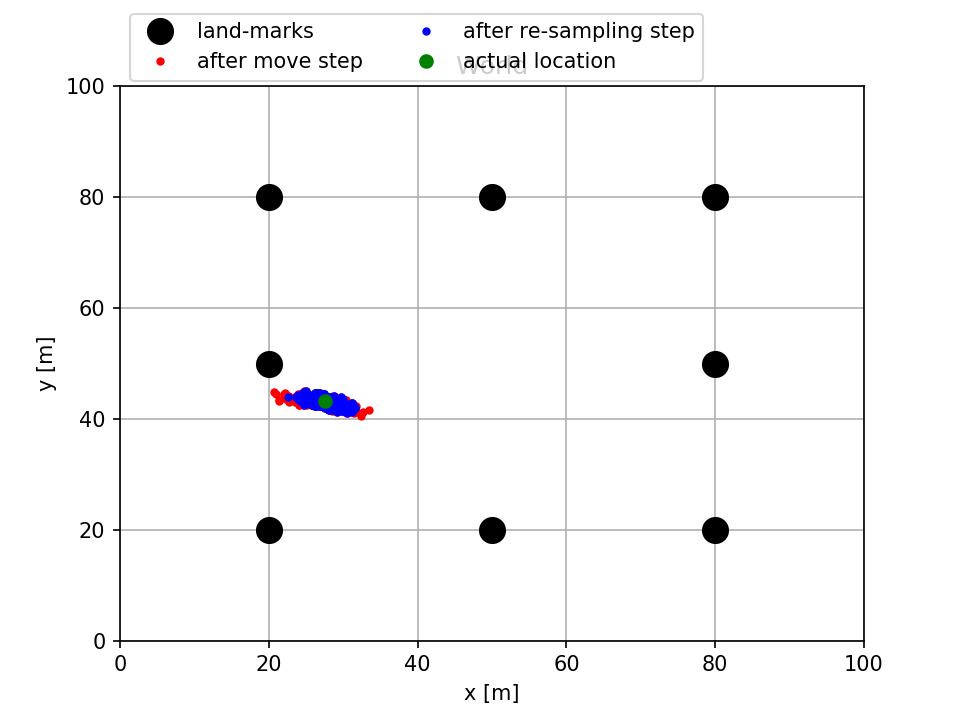 land-marks
after move step
after re-sampling step
actual location
World
100
80
60
40
20
0
y [m]
0
20
40
60
80
100
x [m]